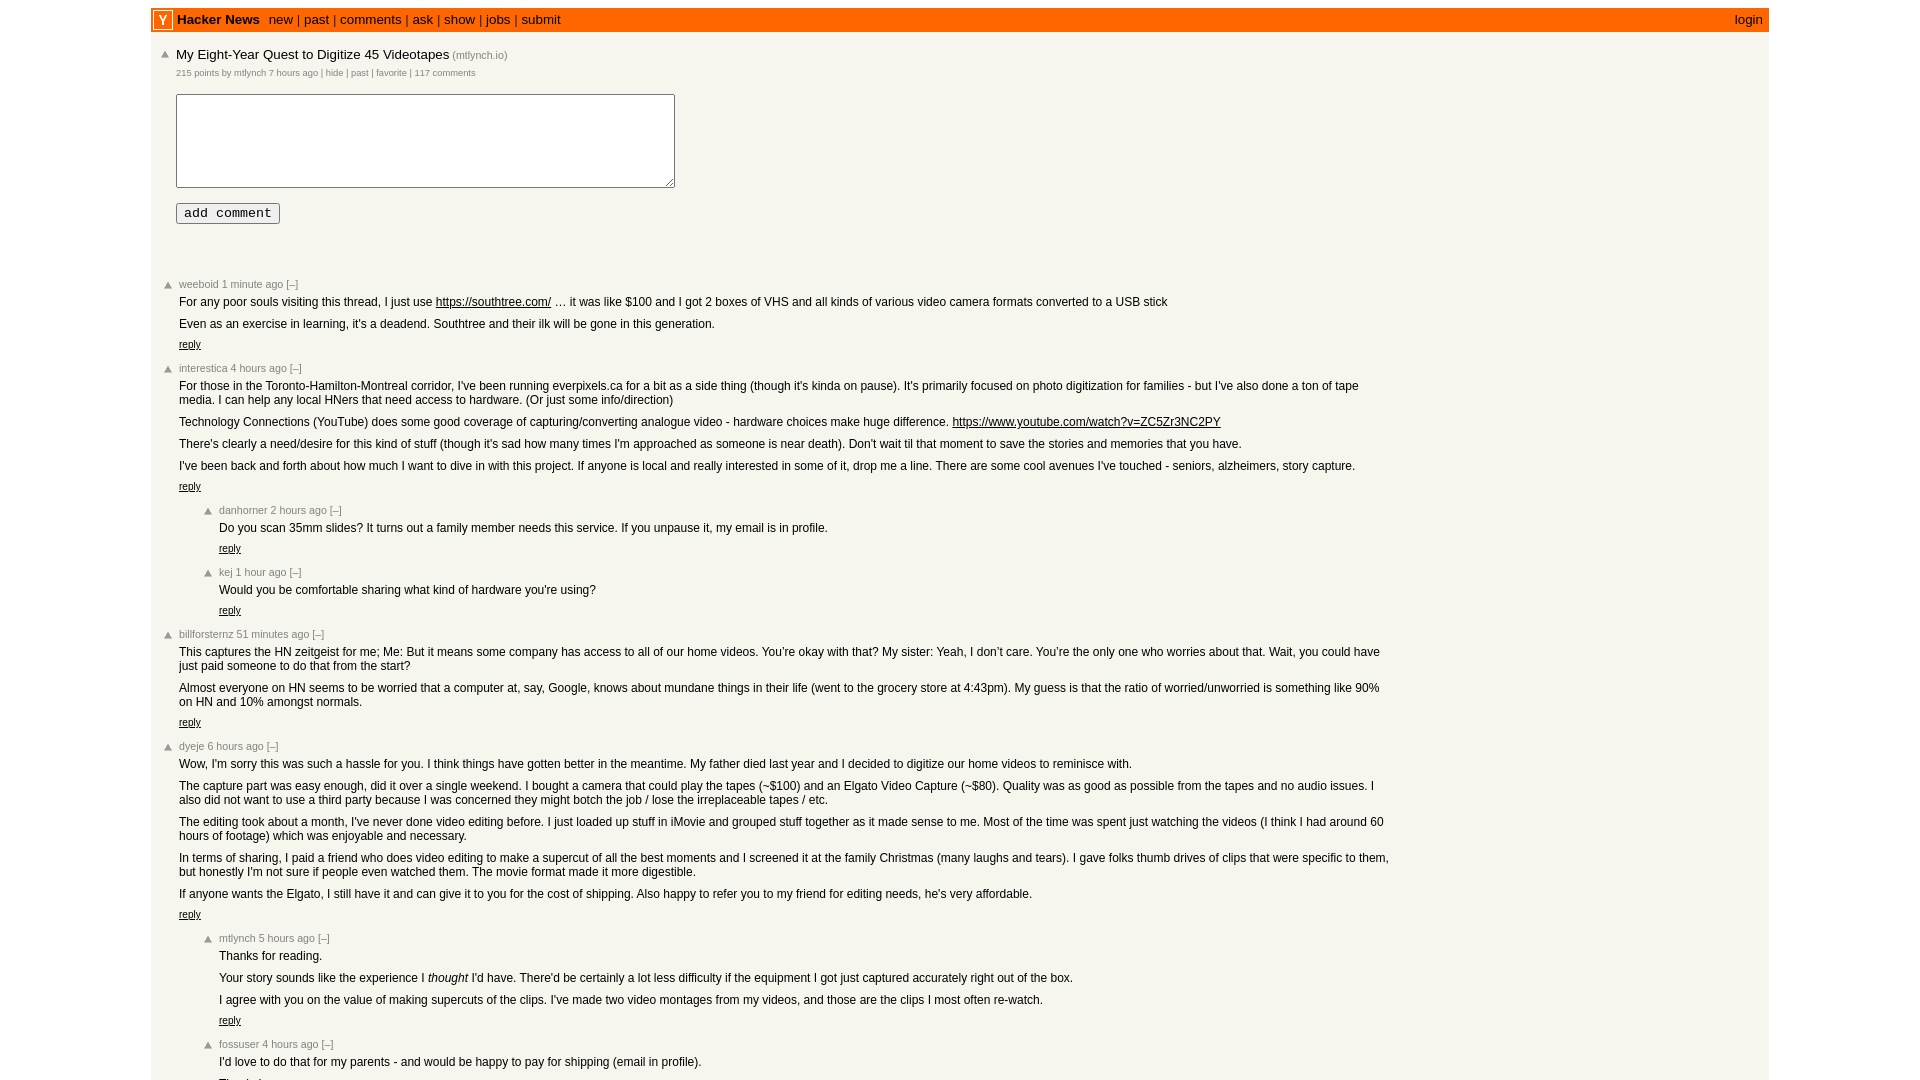 Y Hacker News new | past | comments | ask | show | jobs | submit login
My Eight-Year Quest to Digitize 45 Videotapes (mtlynch.io)
215 points by mtlynch 7 hours ago | hide | past | favorite | 117 comments
add comment
weeboid 1 minute ago [–]
For any poor souls visiting this thread, I just use https://southtree.com/ … it was like $100 and I got 2 boxes of VHS and all kinds of various video camera formats converted to a USB stick
Even as an exercise in learning, it's a deadend. Southtree and their ilk will be gone in this generation.
reply
interestica 4 hours ago [–]
For those in the Toronto-Hamilton-Montreal corridor, I've been running everpixels.ca for a bit as a side thing (though it's kinda on pause). It's primarily focused on photo digitization for families - but I've also done a ton of tape
media. I can help any local HNers that need access to hardware. (Or just some info/direction)
Technology Connections (YouTube) does some good coverage of capturing/converting analogue video - hardware choices make huge difference. https://www.youtube.com/watch?v=ZC5Zr3NC2PY
There's clearly a need/desire for this kind of stuff (though it's sad how many times I'm approached as someone is near death). Don't wait til that moment to save the stories and memories that you have.
I've been back and forth about how much I want to dive in with this project. If anyone is local and really interested in some of it, drop me a line. There are some cool avenues I've touched - seniors, alzheimers, story capture.
reply
danhorner 2 hours ago [–]
Do you scan 35mm slides? It turns out a family member needs this service. If you unpause it, my email is in profile.
reply
kej 1 hour ago [–]
Would you be comfortable sharing what kind of hardware you're using?
reply
billforsternz 51 minutes ago [–]
This captures the HN zeitgeist for me; Me: But it means some company has access to all of our home videos. You’re okay with that? My sister: Yeah, I don’t care. You’re the only one who worries about that. Wait, you could have
just paid someone to do that from the start?
Almost everyone on HN seems to be worried that a computer at, say, Google, knows about mundane things in their life (went to the grocery store at 4:43pm). My guess is that the ratio of worried/unworried is something like 90%
on HN and 10% amongst normals.
reply
dyeje 6 hours ago [–]
Wow, I'm sorry this was such a hassle for you. I think things have gotten better in the meantime. My father died last year and I decided to digitize our home videos to reminisce with.
The capture part was easy enough, did it over a single weekend. I bought a camera that could play the tapes (~$100) and an Elgato Video Capture (~$80). Quality was as good as possible from the tapes and no audio issues. I
also did not want to use a third party because I was concerned they might botch the job / lose the irreplaceable tapes / etc.
The editing took about a month, I've never done video editing before. I just loaded up stuff in iMovie and grouped stuff together as it made sense to me. Most of the time was spent just watching the videos (I think I had around 60
hours of footage) which was enjoyable and necessary.
In terms of sharing, I paid a friend who does video editing to make a supercut of all the best moments and I screened it at the family Christmas (many laughs and tears). I gave folks thumb drives of clips that were specific to them,
but honestly I'm not sure if people even watched them. The movie format made it more digestible.
If anyone wants the Elgato, I still have it and can give it to you for the cost of shipping. Also happy to refer you to my friend for editing needs, he's very affordable.
reply
mtlynch 5 hours ago [–]
Thanks for reading.
Your story sounds like the experience I thought I'd have. There'd be certainly a lot less difficulty if the equipment I got just captured accurately right out of the box.
I agree with you on the value of making supercuts of the clips. I've made two video montages from my videos, and those are the clips I most often re-watch.
reply
fossuser 4 hours ago [–]
I'd love to do that for my parents - and would be happy to pay for shipping (email in profile).